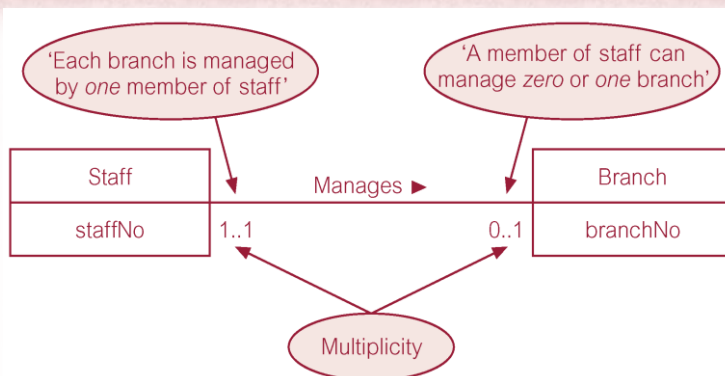 ‘Each branch is managed
by one member of staff’
‘A member of staff can
manage zero or one branch’
Staff
Manages ►
Branch
staffNo
1..1
0..1
branchNo
Multiplicity